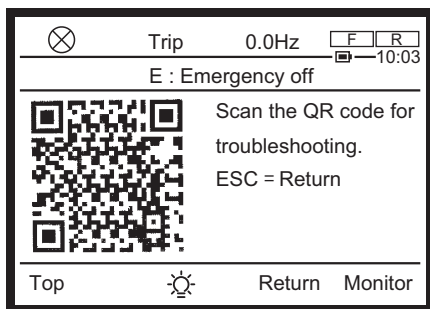 Trip 0.0Hz F R
10:03
E : Emergency off
Scan the QR code for
troubleshooting.
ESC = Return
Top Return Monitor